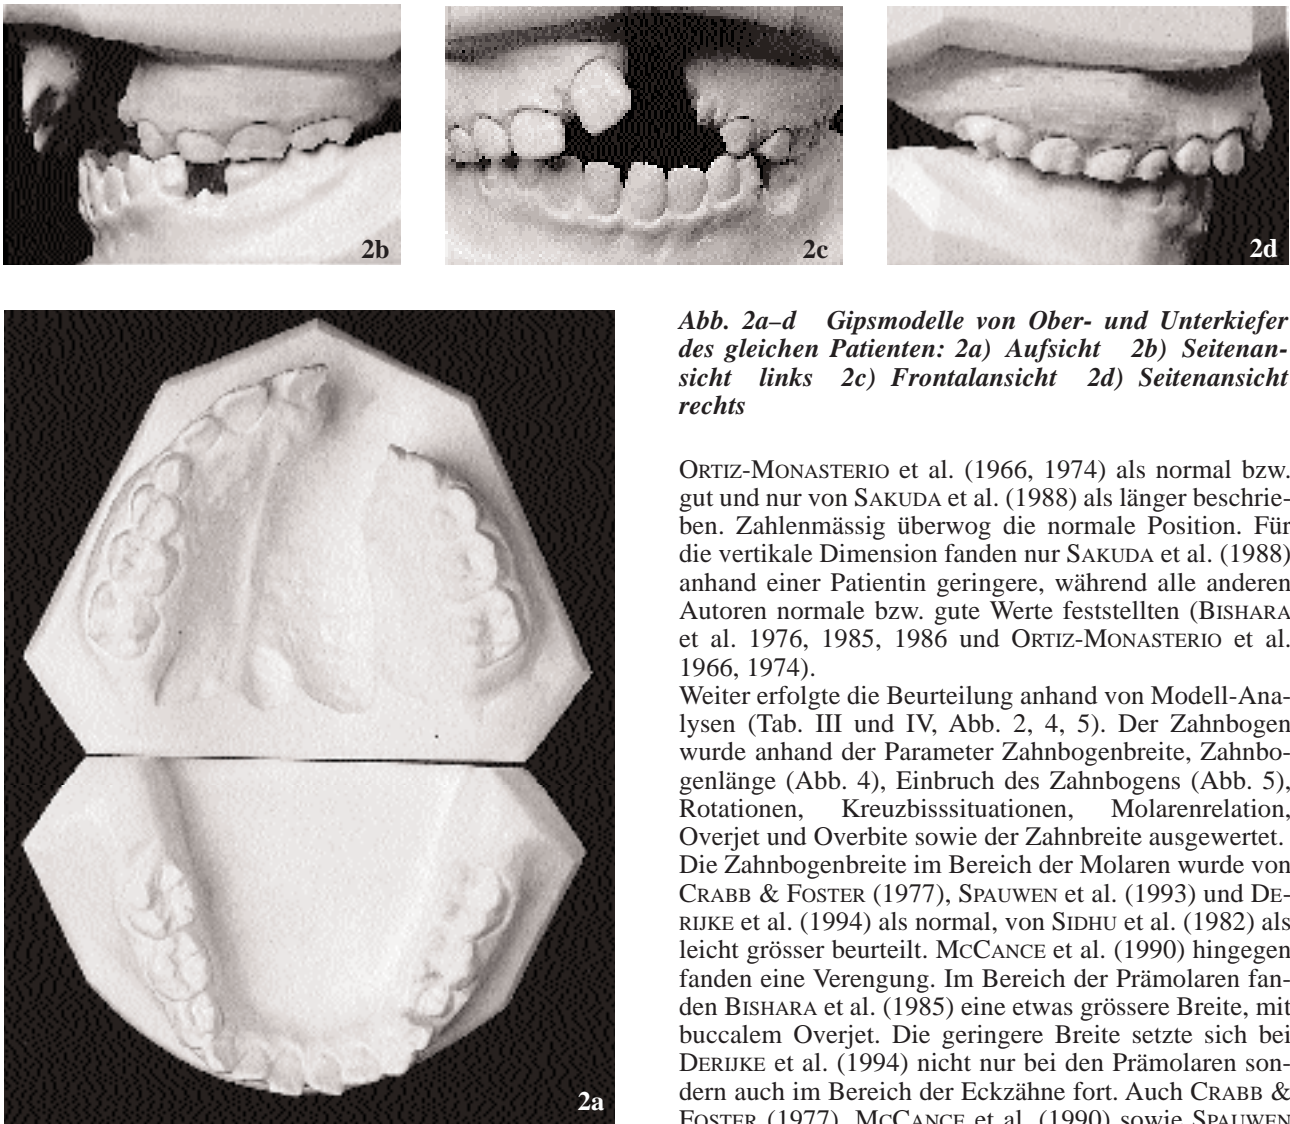 2b
2c
2d
2a
Abb. 2a–d Gipsmodelle von Ober- und Unterkiefer
des gleichen Patienten: 2a) Aufsicht 2b) Seitenan-
sicht links 2c) Frontalansicht 2d) Seitenansicht
rechts
ORTIZ-MONASTERIO et al. (1966, 1974) als normal bzw.
gut und nur von SAKUDA et al. (1988) als länger beschrie-
ben. Zahlenmässig überwog die normale Position. Für
die vertikale Dimension fanden nur SAKUDA et al. (1988)
anhand einer Patientin geringere, während alle anderen
Autoren normale bzw. gute Werte feststellten (BISHARA
et al. 1976, 1985, 1986 und ORTIZ-MONASTERIO et al.
1966, 1974).
Weiter erfolgte die Beurteilung anhand von Modell-Ana-
lysen (Tab. III und IV, Abb. 2, 4, 5). Der Zahnbogen
wurde anhand der Parameter Zahnbogenbreite, Zahnbo-
genlänge (Abb. 4), Einbruch des Zahnbogens (Abb. 5),
Rotationen, Kreuzbisssituationen, Molarenrelation,
Overjet und Overbite sowie der Zahnbreite ausgewertet.
Die Zahnbogenbreite im Bereich der Molaren wurde von
CRABB & FOSTER (1977), SPAUWEN et al. (1993) und DE-
RIJKE et al. (1994) als normal, von SIDHU et al. (1982) als
leicht grösser beurteilt. MCCANCE et al. (1990) hingegen
fanden eine Verengung. Im Bereich der Prämolaren fan-
den BISHARA et al. (1985) eine etwas grössere Breite, mit
buccalem Overjet. Die geringere Breite setzte sich bei
DERIJKE et al. (1994) nicht nur bei den Prämolaren son-
dern auch im Bereich der Eckzähne fort. Auch CRABB &
FOSTER (1977), MCCANCE et al. (1990) sowie SPAUWEN